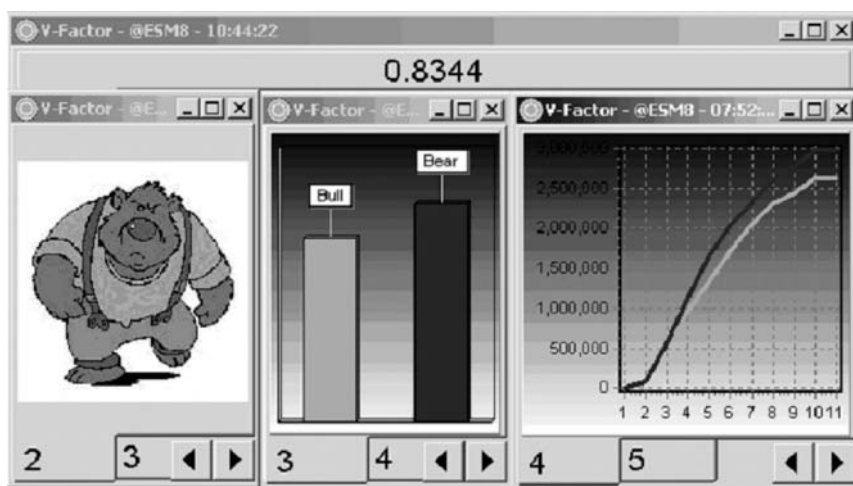 V-Factor - @ESM8 - 10:44:22
0.8344
V-Factor - @E...
2
3
V-Factor - @E...
Bull
Bear
3
4
V-Factor - @ESM8 - 07:52:...
3,000,000
2,500,000
2,000,000
1,500,000
1,000,000
500,000
0
1 2 3 4 5 6 7 8 9 10 11
4
5